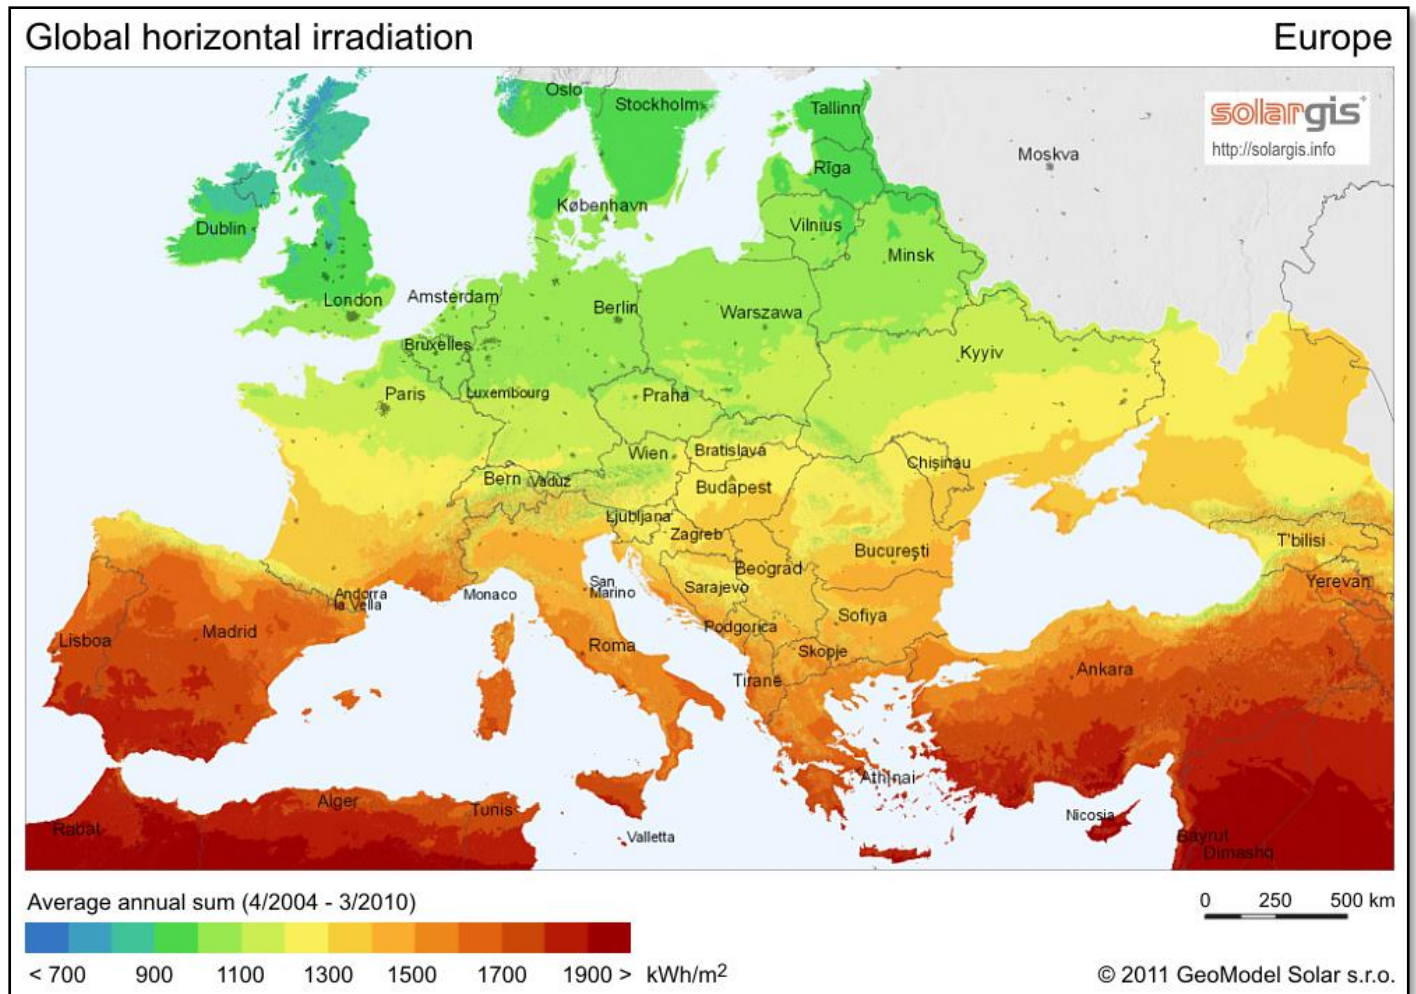 Global horizontal irradiation
Europe
solargis
http://solargis.info
Oslo
Stockholm
Tallinn
Moskva
Rīga
København
Dublin
Vilnius
Minsk
London
Amsterdam
Berlin
Warszawa
Bruxelles
Kyyiv
Paris
Luxembourg
Praha
Wien
Bratislava
Chişinau
Bern
Vaduz
Budapest
Ljubljana
Zagreb
T'bilisi
Bucureşti
Beograd
Yerevan
San
Marino
Sarajevo
Andorra
la Vella
Monaco
Sofiya
Podgorica
Lisboa
Madrid
Roma
Skopje
Ankara
Tirane
Athinai
Alger
Tunis
Nicosia
Rabat
Valletta
Bayrut
Dimashq
Average annual sum (4/2004 - 3/2010)
0 250 500 km
< 700 900 1100 1300 1500 1700 1900 > kWh/m²
© 2011 GeoModel Solar s.r.o.